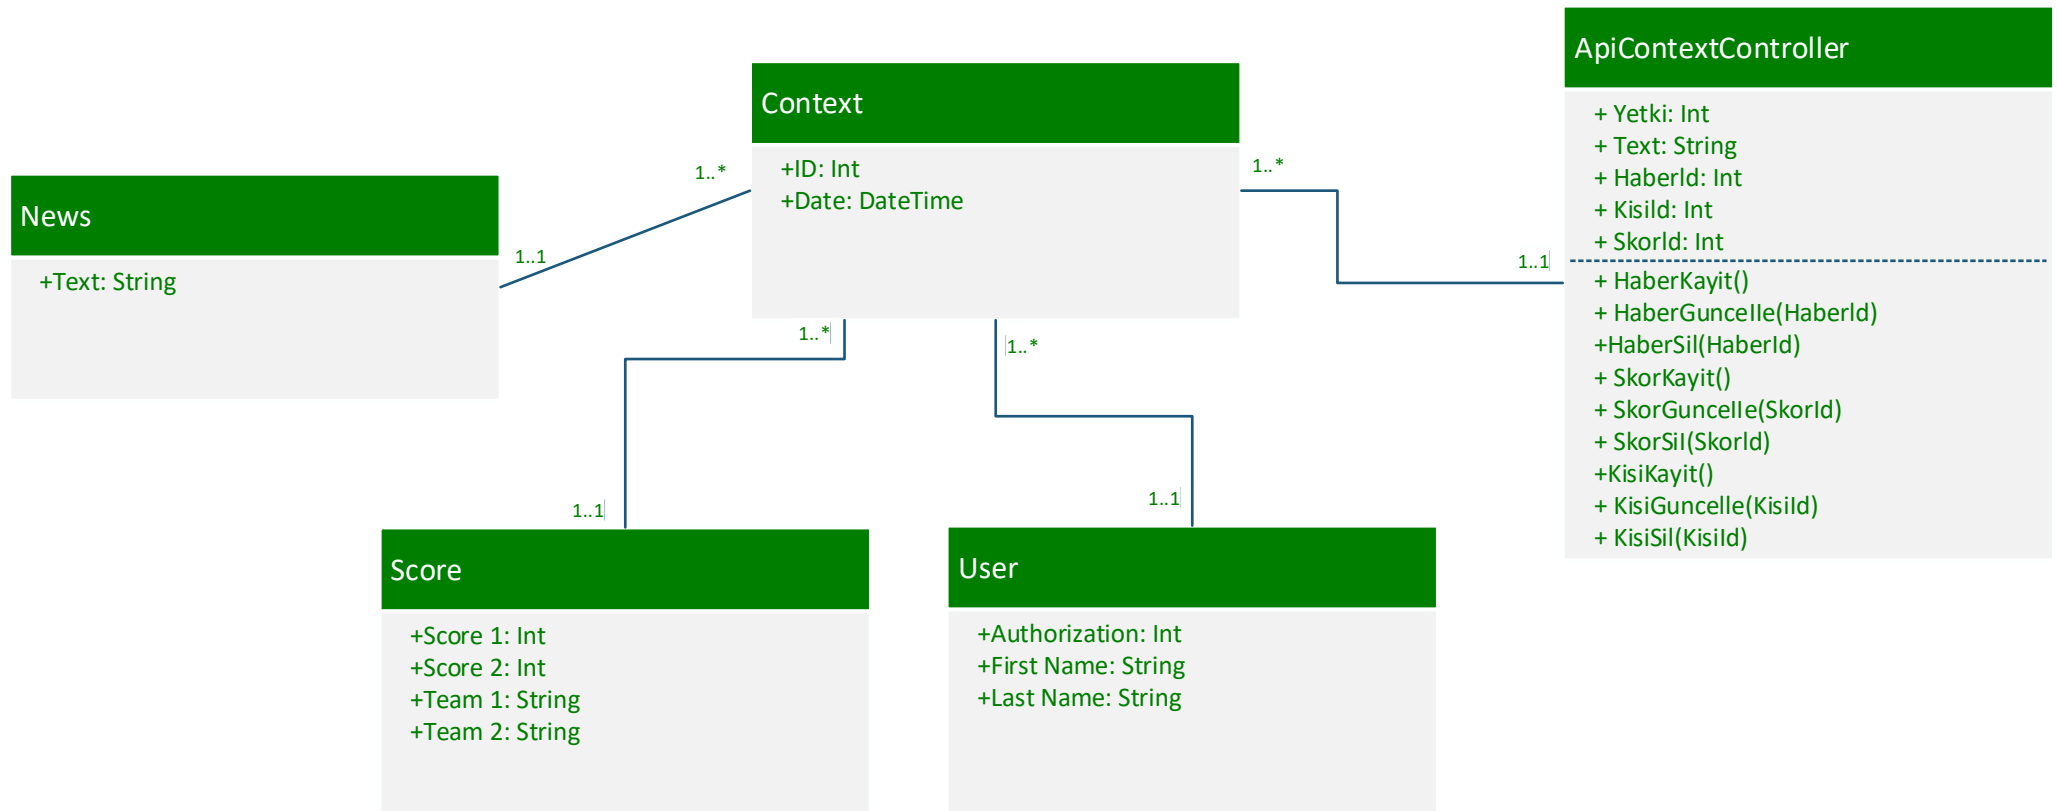 ApiContextController
+ Yetki: Int
+ Text: String
+ HaberId: Int
+ KisiId: Int
+ SkorId: Int
+ HaberKayit()
+ HaberGuncelle(HaberId)
+HaberSil(HaberId)
+ SkorKayit()
+ SkorGuncelle(SkorId)
+ SkorSil(SkorId)
+KisiKayit()
+ KisiGuncelle(KisiId)
+ KisiSil(KisiId)
Context
+ID: Int
+Date: DateTime
1..*
1..*
1..1
1..1
1..*
1..*
News
+Text: String
1..1
1..1
Score
+Score 1: Int
+Score 2: Int
+Team 1: String
+Team 2: String
User
+Authorization: Int
+First Name: String
+Last Name: String